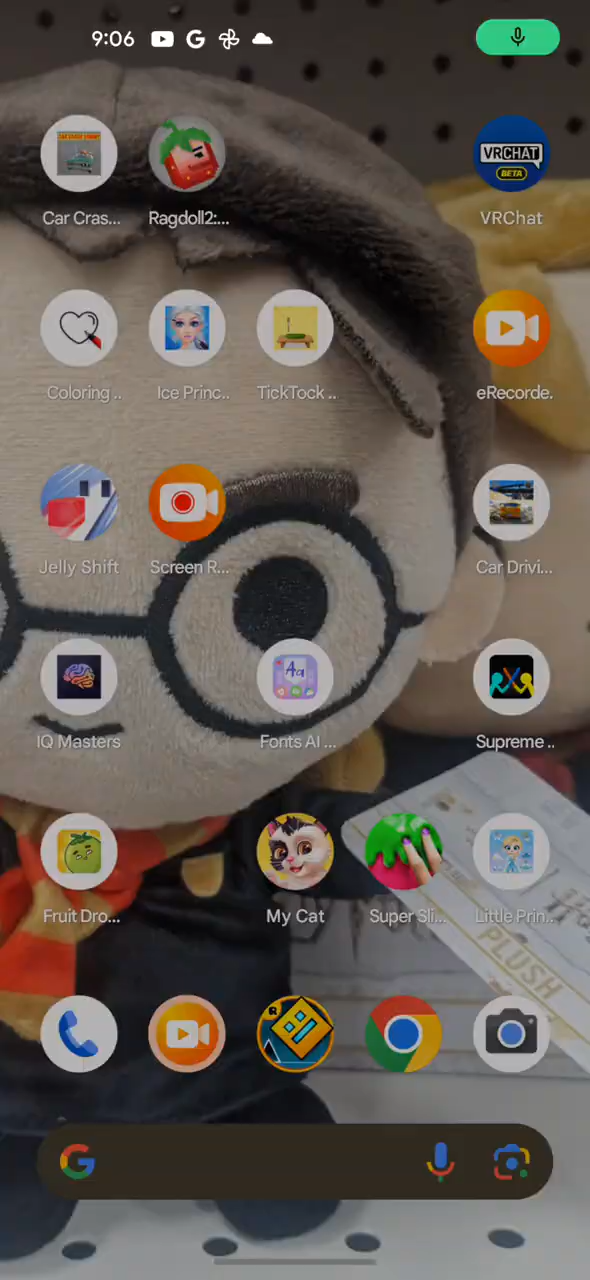 9:06
Car Cras...
Ragdoll2:...
VRCHAT
BETA
VRChat
Coloring ..
Ice Princ..
TickTock ..
eRecorde.
Jelly Shift
Screen R...
Car Drivi...
IQ Masters
Aa
Fonts AI ...
Supreme ..
Fruit Dro...
My Cat
Super Sli...
Little Prin..
PLUSH
R